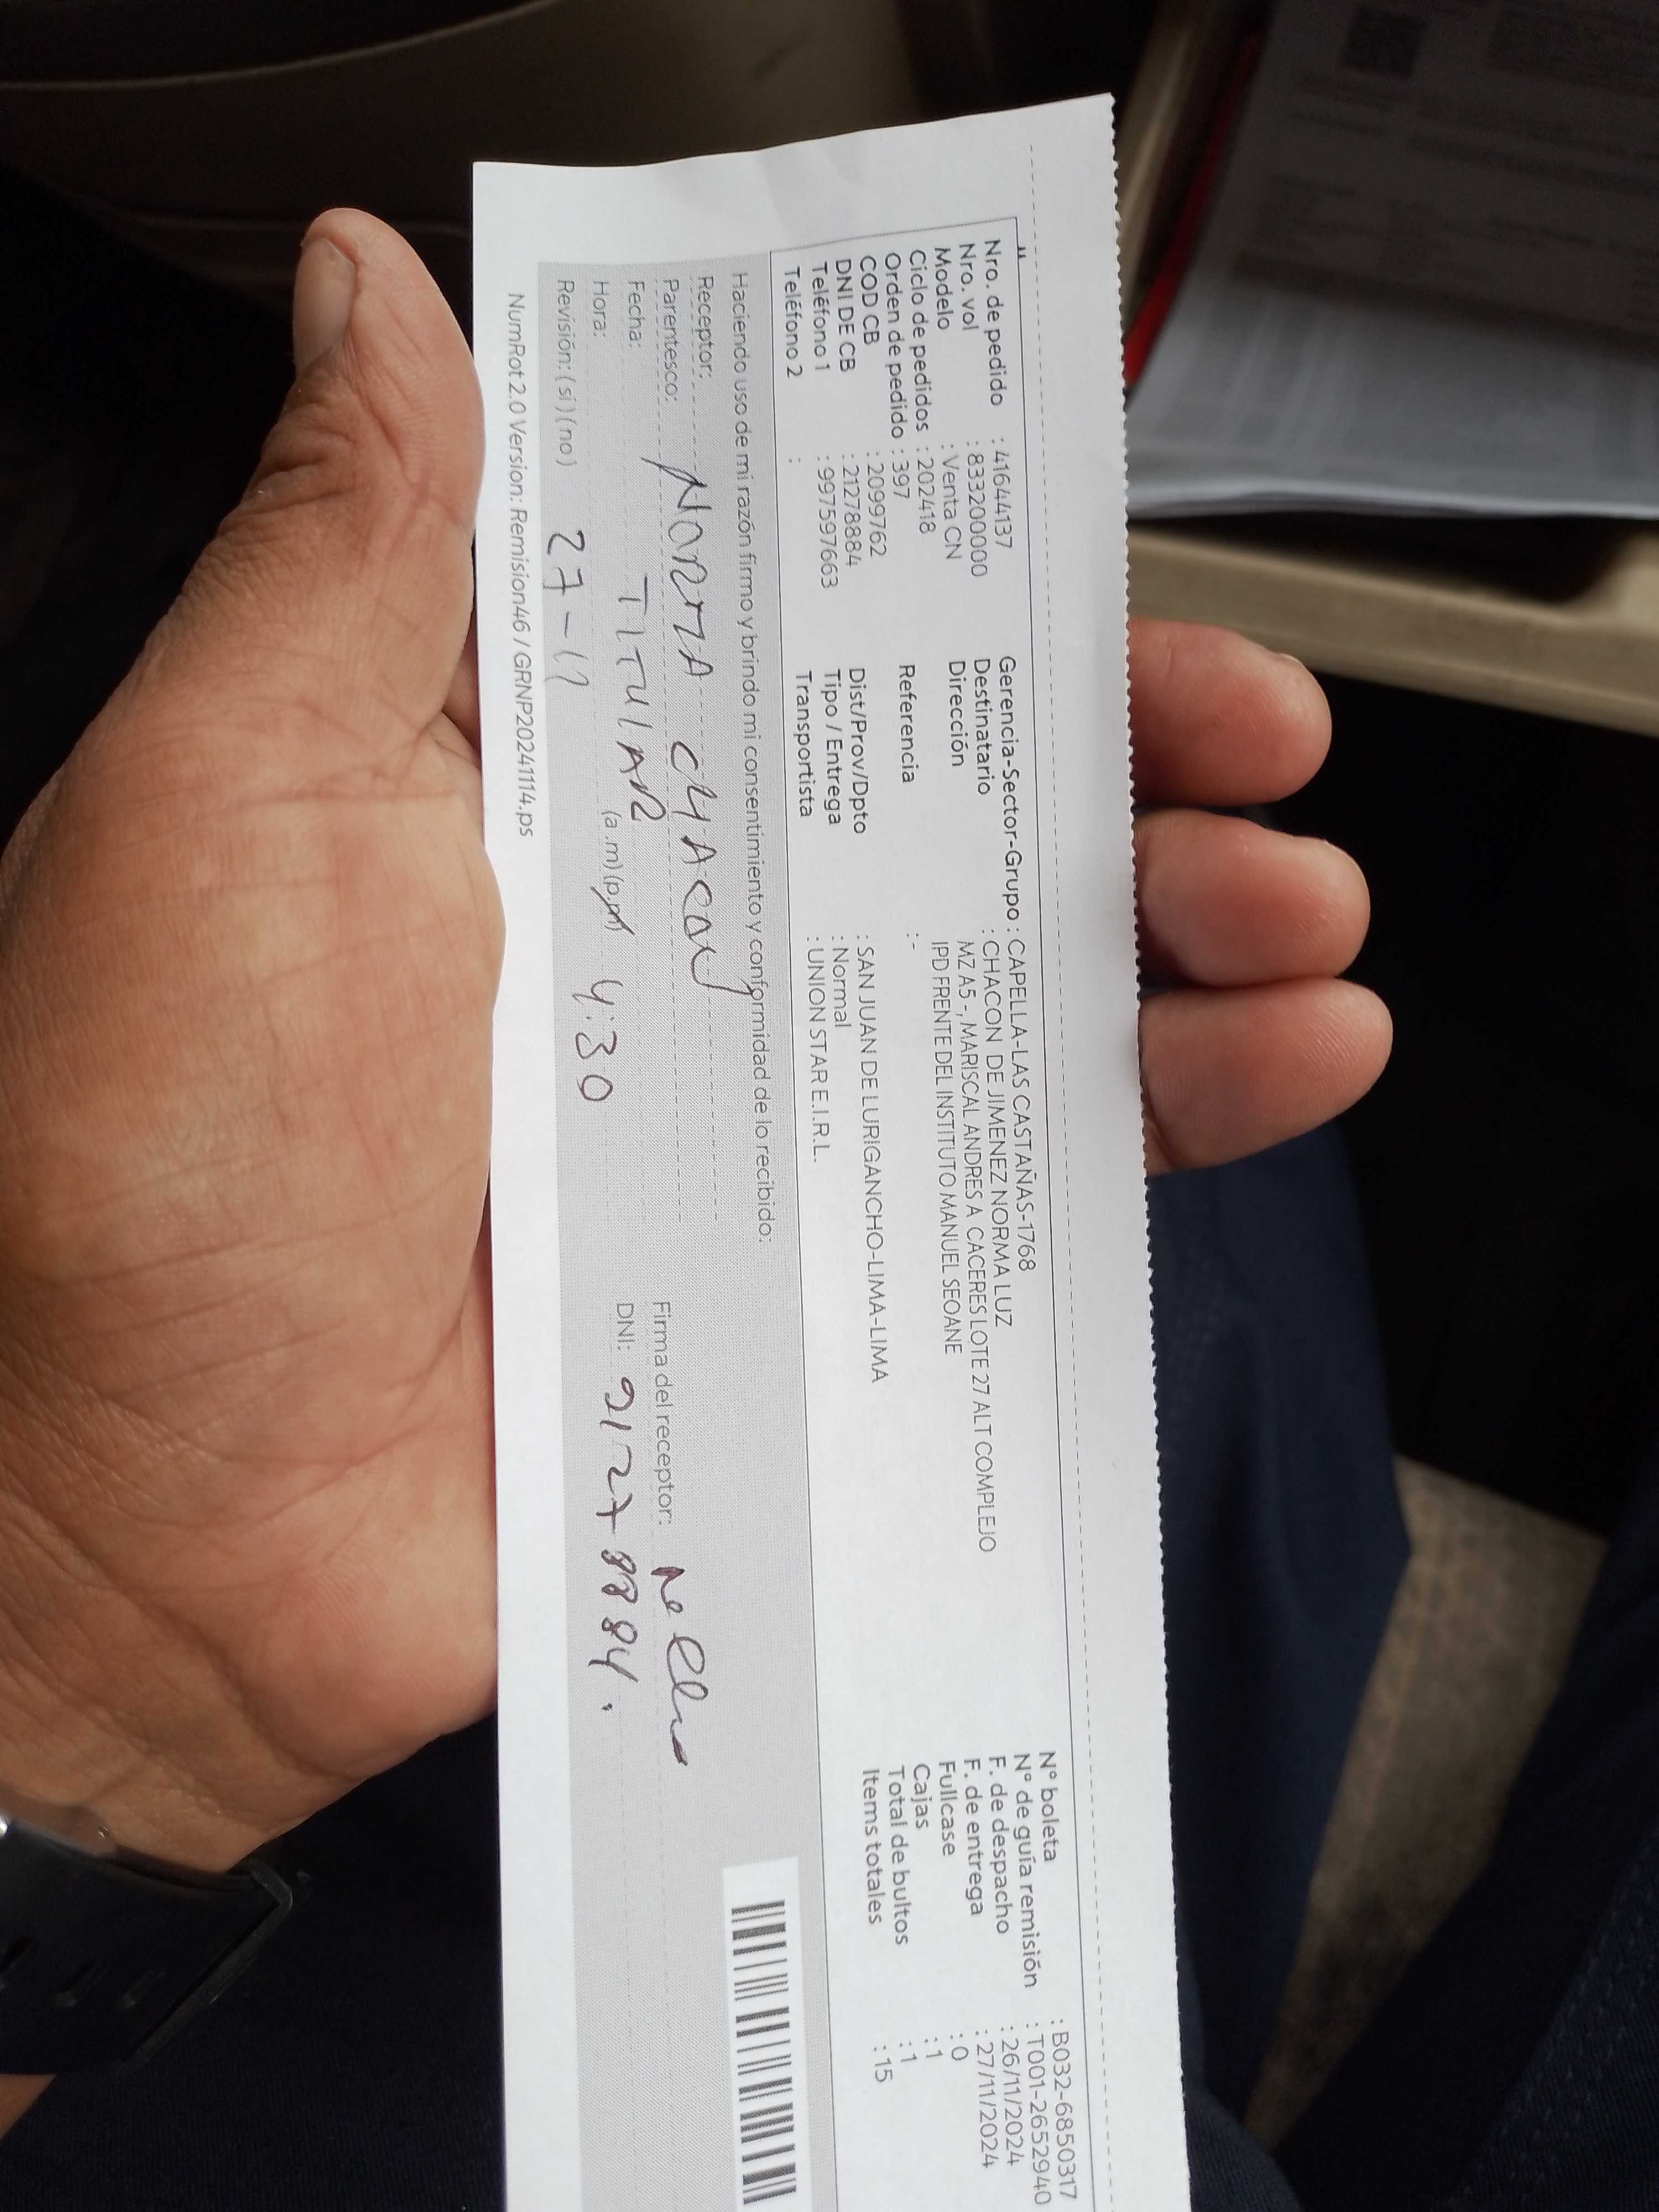 Nro. de pedido : 41644137
Nro. vol : 833200000
Modelo : Venta CN
Ciclo de pedidos : 202418
Orden de pedido : 397
COD CB : 2099762
DNI DE CB : 21278884
Teléfono 1 : 997597663
Teléfono 2 :
Gerencia-Sector-Grupo : CAPELLA-LAS CASTAÑAS-1768
Destinatario : CHACON DE JIMENEZ NORMA LUZ
Dirección MZ A5 -, MARISCAL ANDRES A CACERES LOTE 27 ALT COMPLEJO
IPD FRENTE DEL INSTITUTO MANUEL SEOANE
Referencia : -
Dist/Prov/Dpto : SAN JUAN DE LURIGANCHO-LIMA-LIMA
Tipo / Entrega : Normal
Transportista : UNION STAR E.I.R.L.
N° boleta : B032-6850317
N° de guía remisión : T001-2652940
F. de despacho : 26/11/2024
F. de entrega : 27/11/2024
Fullcase : 0
Cajas : 1
Total de bultos : 1
Items totales : 15
Haciendo uso de mi razón firmo y brindo mi consentimiento y conformidad de lo recibido:
Receptor: NORMA CHACON
Parentesco: TITULAR
Fecha: 27-11
Hora: (a.m) (p.m) 4:30
Revisión: (si) (no)
Firma del receptor:
DNI: 21278884.
NumRot 2.0 Version: Remision46 / GRNP20241114.ps